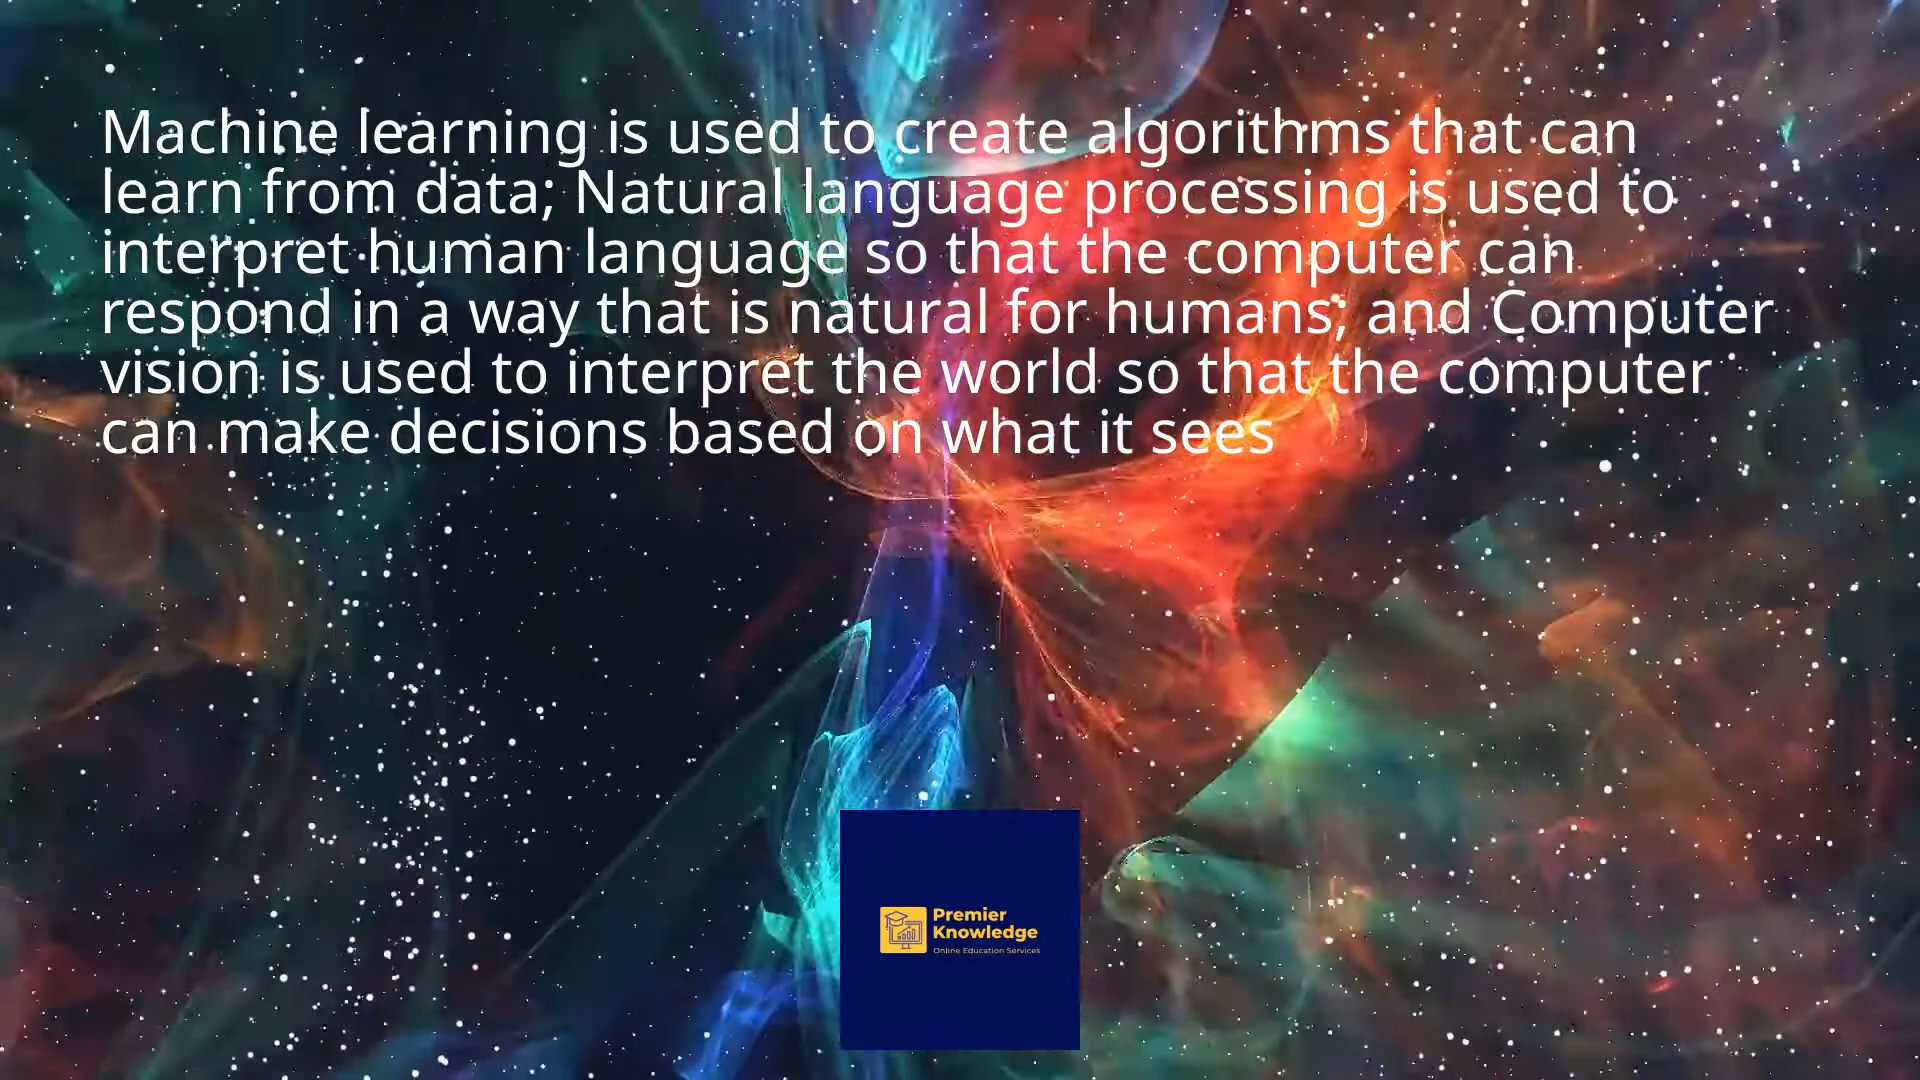 Machine learning is used to create algorithms that can
learn from data; Natural language processing is used to
interpret human language so that the computer can
respond in a way that is natural for humans; and Computer
vision is used to interpret the world so that the computer
can make decisions based on what it sees
Premier
Knowledge
Online Education Services